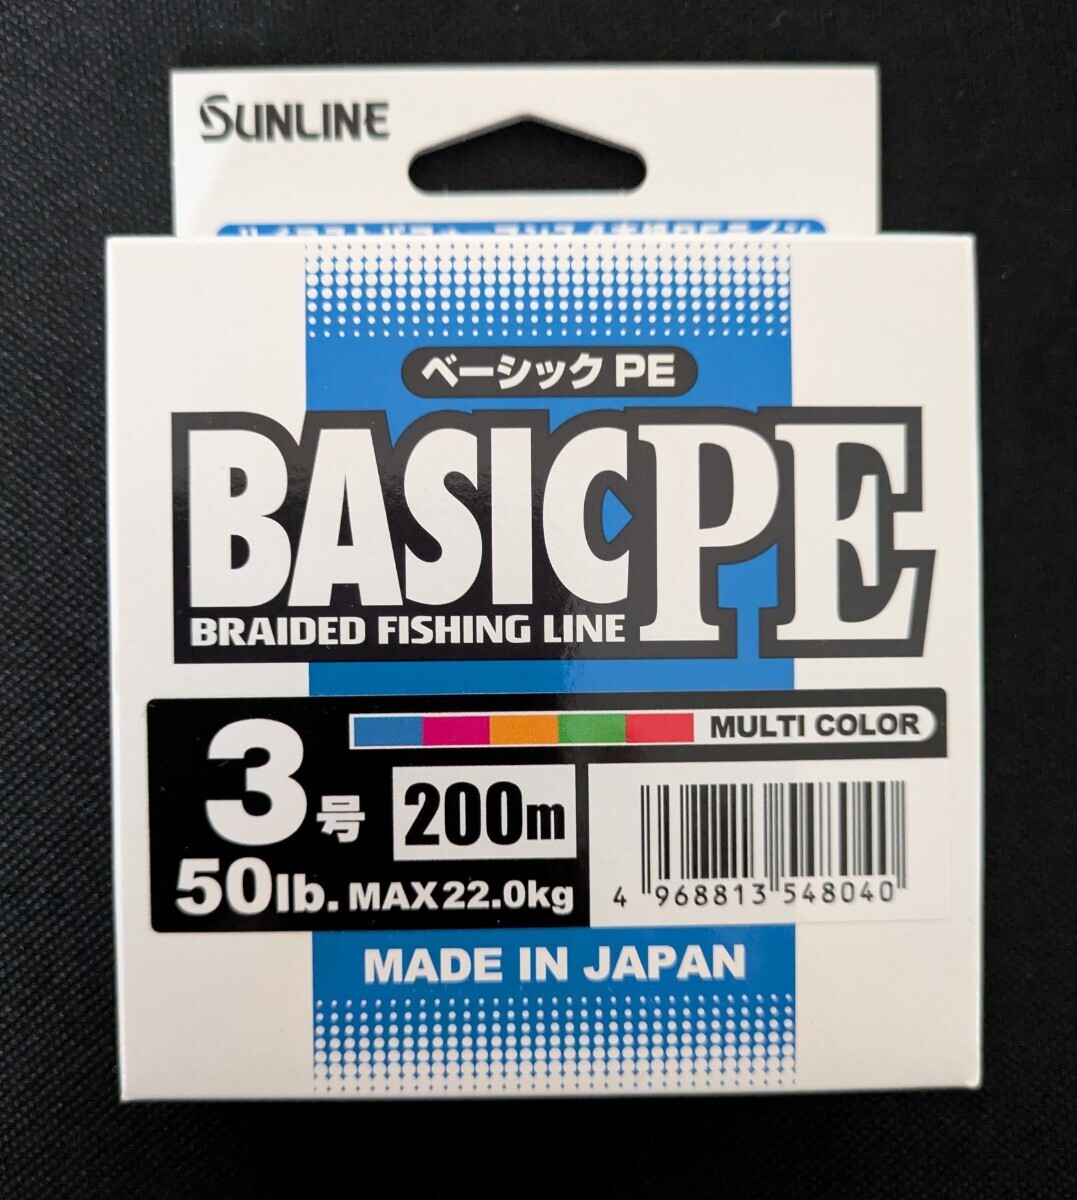 SUNLINE
ベーシック PE
BASIC PE
BRAIDED FISHING LINE
MULTI COLOR
3号
200m
50lb. MAX22.0kg
4 968813 548040
MADE IN JAPAN